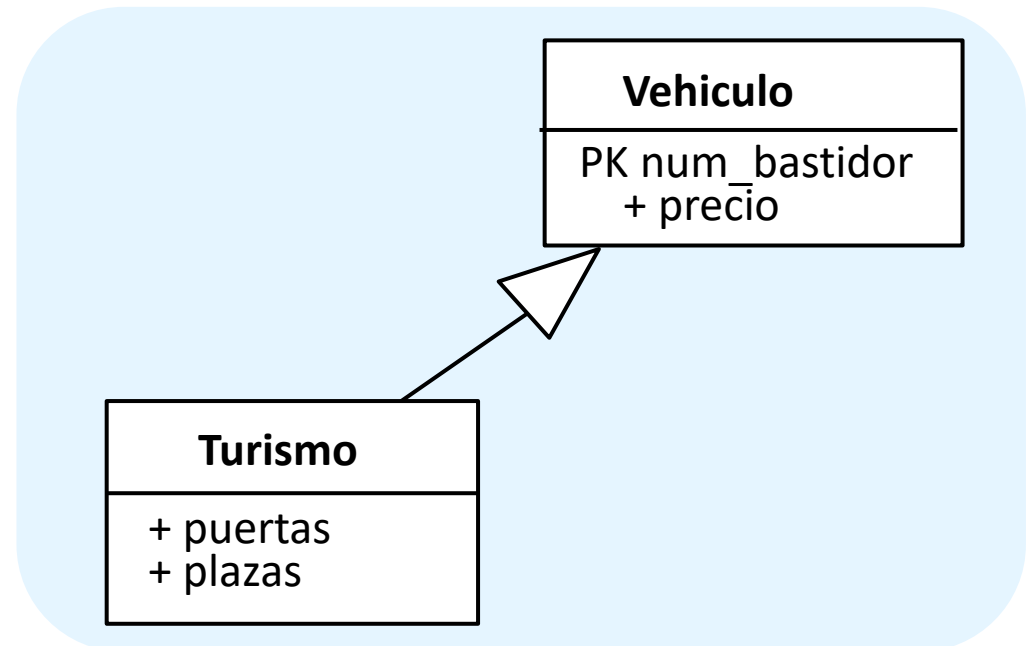 Vehiculo
PK num_bastidor
+ precio
Turismo
+ puertas
+ plazas